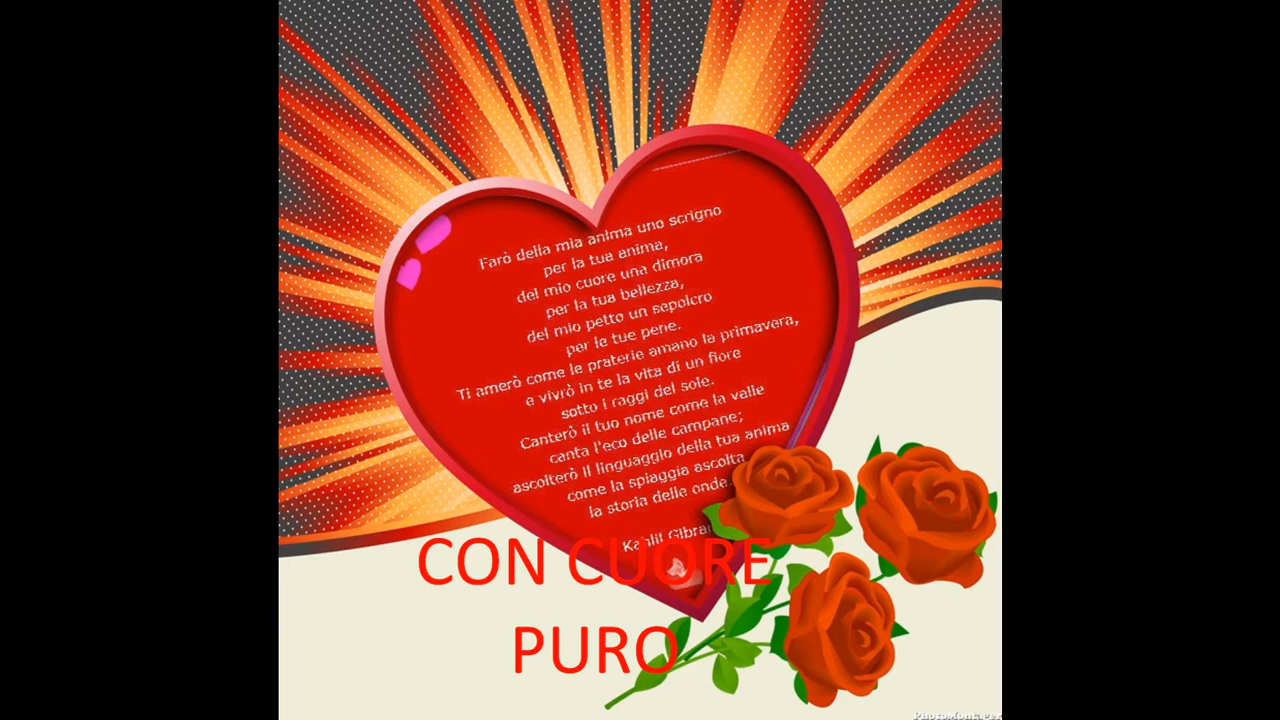 Farò della mia anima uno scrigno
per la tua anima,
del mio cuore una dimora
per la tua bellezza,
del mio petto un sepolcro
per le tue pene.
Ti amerò come le praterie amano la primavera,
e vivrò in te la vita di un fiore
sotto i raggi del sole.
Canterò il tuo nome come la valle
canta l'eco delle campane;
ascolterò il linguaggio della tua anima
come la spiaggia ascolta
la storia delle onde.
Kahlil Gibran
CON CUORE
PURO
PhotoMontager